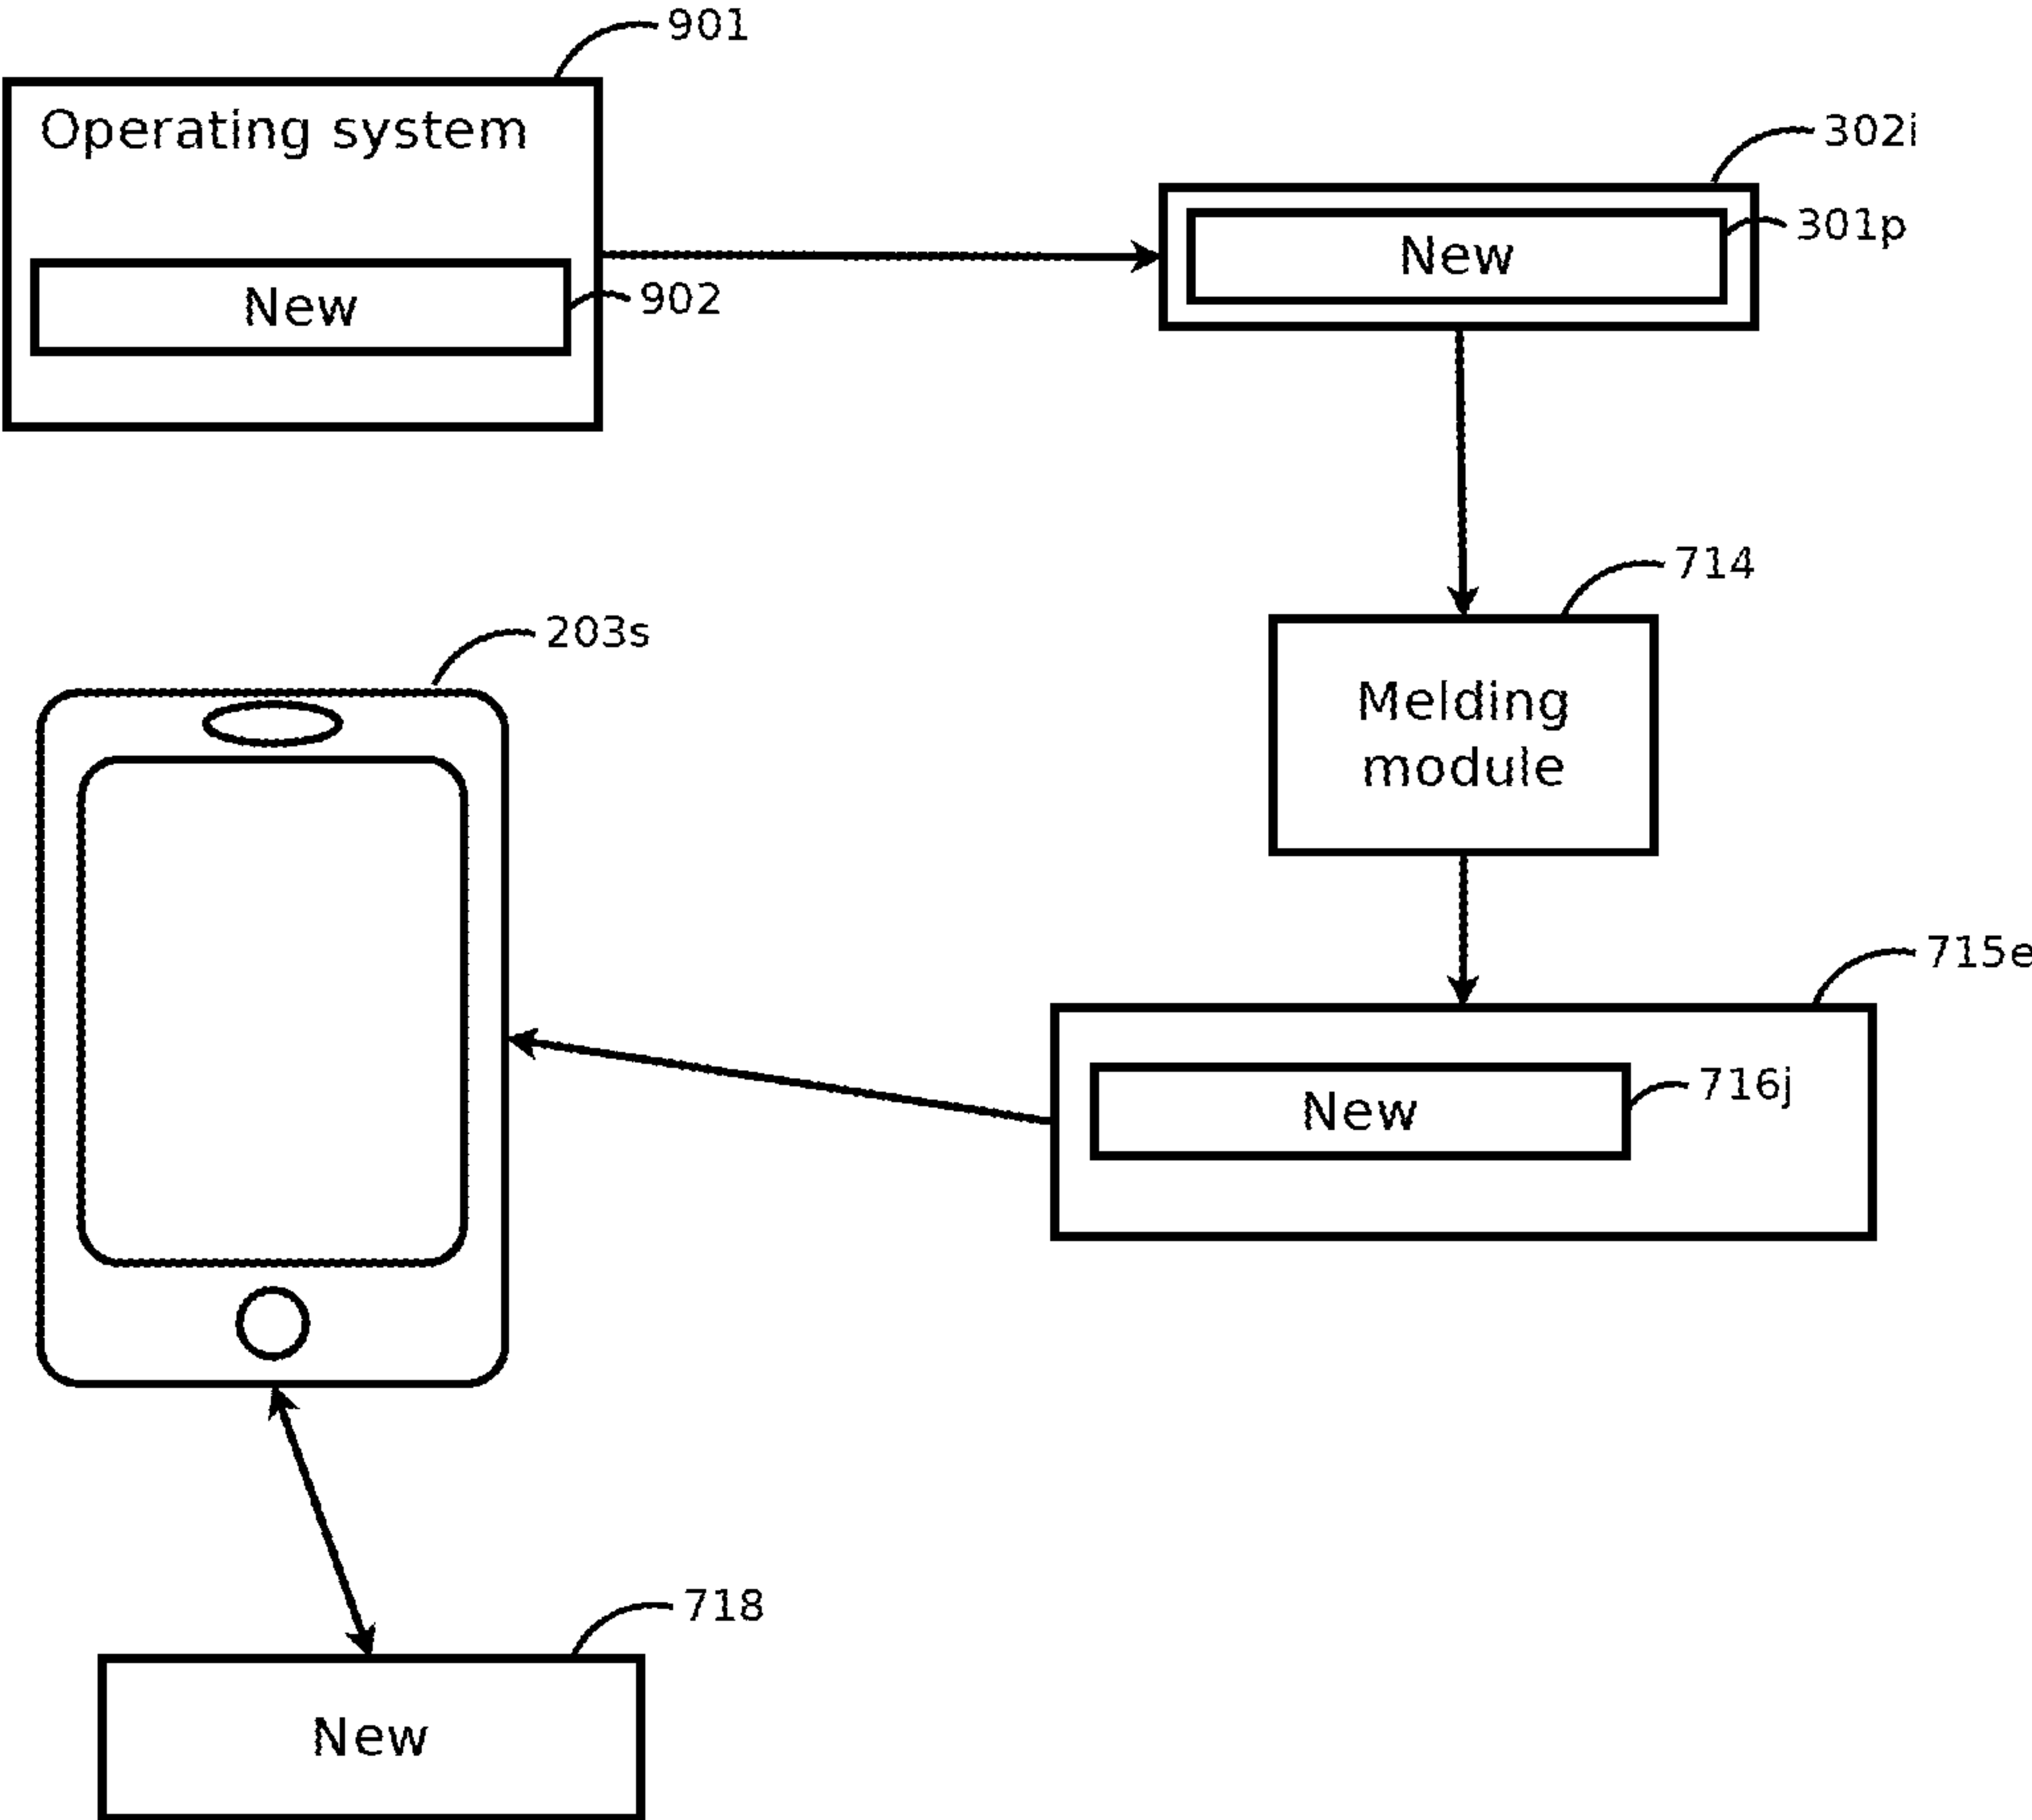 901
Operating system
302i
301p
New
New
902
714
203s
Melding
module
715e
716j
New
718
New